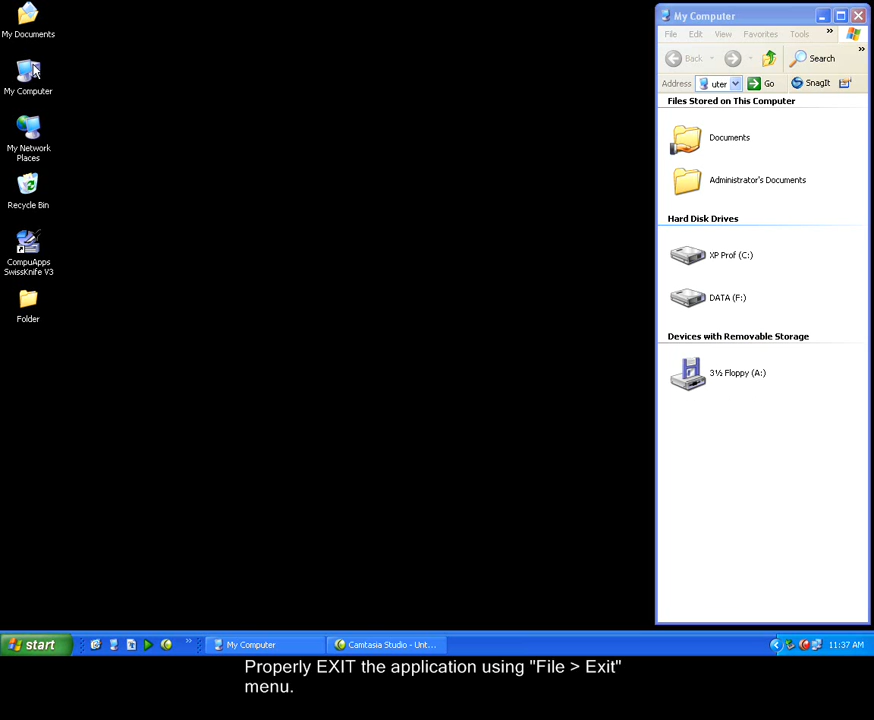 My Documents
My Computer
My Network
Places
Recycle Bin
CompuApps
SwissKnife V3
Folder
My Computer
File Edit View Favorites Tools »
Back Search »
Address uter Go SnagIt
Files Stored on This Computer
Documents
Administrator's Documents
Hard Disk Drives
XP Prof (C:)
DATA (F:)
Devices with Removable Storage
3½ Floppy (A:)
start » My Computer Camtasia Studio - Unt... 11:37 AM
Properly EXIT the application using "File > Exit"
menu.